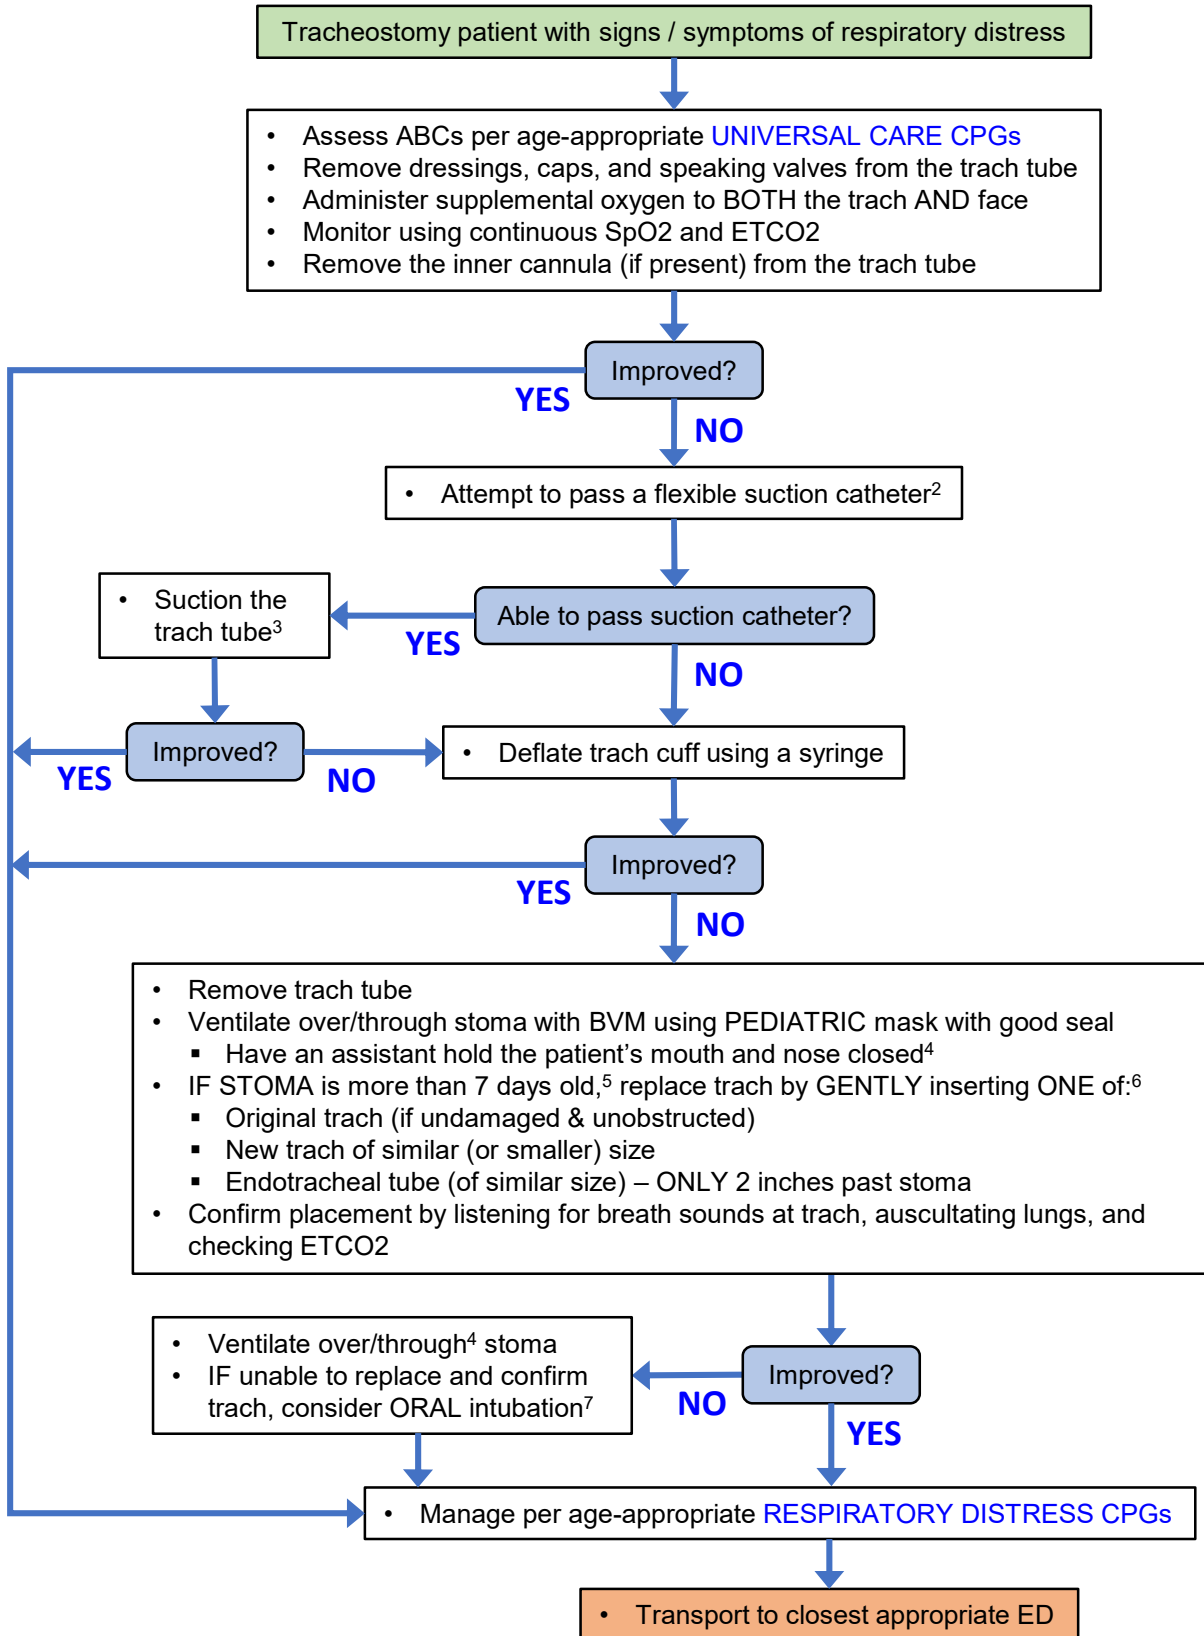 Tracheostomy patient with signs / symptoms of respiratory distress
• Assess ABCs per age-appropriate UNIVERSAL CARE CPGs
• Remove dressings, caps, and speaking valves from the trach tube
• Administer supplemental oxygen to BOTH the trach AND face
• Monitor using continuous SpO2 and ETCO2
• Remove the inner cannula (if present) from the trach tube
Improved?
YES
NO
• Attempt to pass a flexible suction catheter²
Able to pass suction catheter?
YES
NO
• Suction the
trach tube³
Improved?
YES
NO
• Deflate trach cuff using a syringe
Improved?
YES
NO
• Remove trach tube
• Ventilate over/through stoma with BVM using PEDIATRIC mask with good seal
▪ Have an assistant hold the patient's mouth and nose closed⁴
• IF STOMA is more than 7 days old,⁵ replace trach by GENTLY inserting ONE of:⁶
▪ Original trach (if undamaged & unobstructed)
▪ New trach of similar (or smaller) size
▪ Endotracheal tube (of similar size) – ONLY 2 inches past stoma
• Confirm placement by listening for breath sounds at trach, auscultating lungs, and
checking ETCO2
Improved?
NO
YES
• Ventilate over/through⁴ stoma
• IF unable to replace and confirm
trach, consider ORAL intubation⁷
• Manage per age-appropriate RESPIRATORY DISTRESS CPGs
• Transport to closest appropriate ED